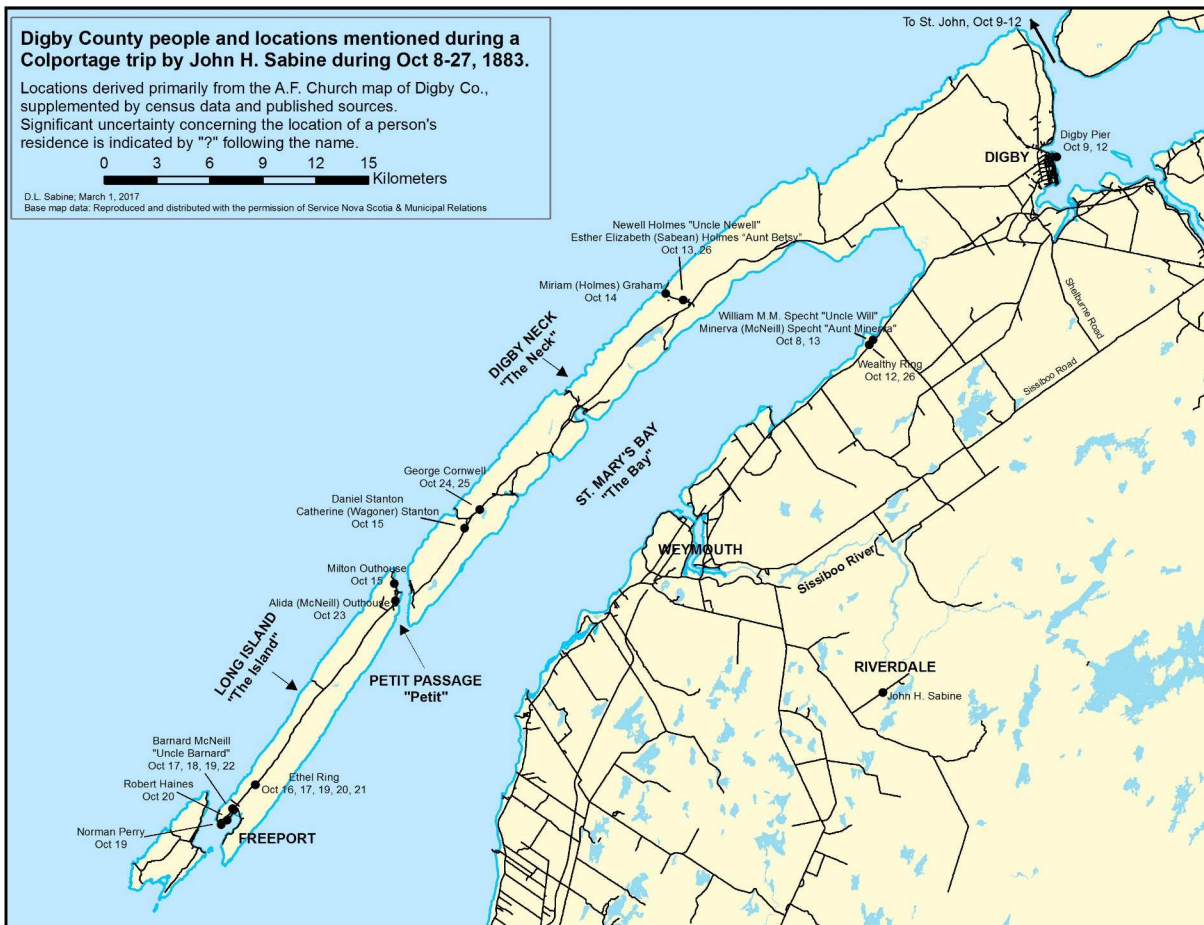 Digby County people and locations mentioned during a
Colportage trip by John H. Sabine during Oct 8-27, 1883.
Locations derived primarily from the A.F. Church map of Digby Co.,
supplemented by census data and published sources.
Significant uncertainty concerning the location of a person's
residence is indicated by "?" following the name.
0 3 6 9 12 15
Kilometers
D.L. Sabine; March 1, 2017
Base map data: Reproduced and distributed with the permission of Service Nova Scotia & Municipal Relations
To St. John, Oct 9-12
Digby Pier
Oct 9, 12
DIGBY
Newell Holmes "Uncle Newell"
Esther Elizabeth (Sabean) Holmes "Aunt Betsy"
Oct 13, 26
Miriam (Holmes) Graham
Oct 14
William M.M. Specht "Uncle Will"
Minerva (McNeill) Specht "Aunt Minerva"
Oct 8, 13
Wealthy Ring
Oct 12, 26
Shelburne Road
Sissiboo Road
DIGBY NECK
"The Neck"
ST. MARY'S BAY
"The Bay"
George Cornwell
Oct 24, 25
Daniel Stanton
Catherine (Wagoner) Stanton
Oct 15
WEYMOUTH
Sissiboo River
Milton Outhouse
Oct 15
Alida (McNeill) Outhouse
Oct 23
LONG ISLAND
"The Island"
PETIT PASSAGE
"Petit"
RIVERDALE
John H. Sabine
Barnard McNeill
"Uncle Barnard"
Oct 17, 18, 19, 22
Ethel Ring
Oct 16, 17, 19, 20, 21
Robert Haines
Oct 20
Norman Perry
Oct 19
FREEPORT